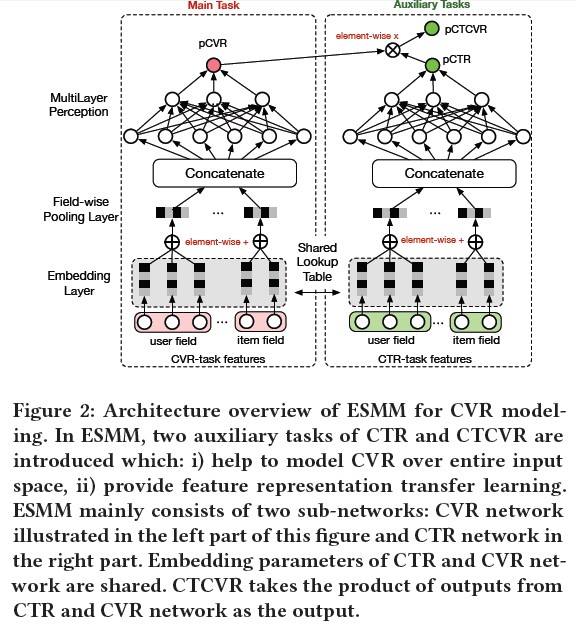 Main Task
Auxiliary Tasks
pCTCVR
element-wise x
pCVR
pCTR
MultiLayer
Perception
Concatenate
Concatenate
Field-wise
Pooling Layer
...
...
element-wise +
element-wise +
Shared
Lookup
Table
Embedding
Layer
...
...
user field
item field
user field
item field
CVR-task features
CTR-task features
Figure 2: Architecture overview of ESMM for CVR model-
ing. In ESMM, two auxiliary tasks of CTR and CTCVR are
introduced which: i) help to model CVR over entire input
space, ii) provide feature representation transfer learning.
ESMM mainly consists of two sub-networks: CVR network
illustrated in the left part of this figure and CTR network in
the right part. Embedding parameters of CTR and CVR net-
work are shared. CTCVR takes the product of outputs from
CTR and CVR network as the output.